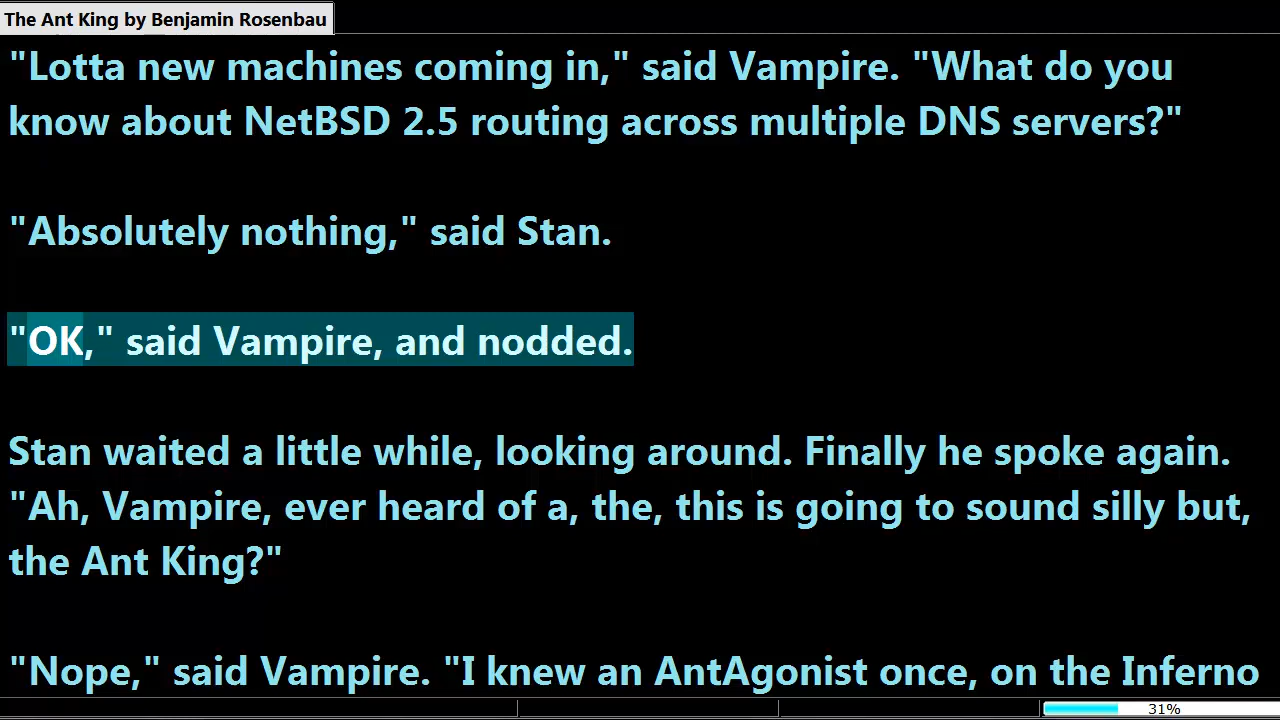 The Ant King by Benjamin Rosenbau
"Lotta new machines coming in," said Vampire. "What do you
know about NetBSD 2.5 routing across multiple DNS servers?"
"Absolutely nothing," said Stan.
"OK," said Vampire, and nodded.
Stan waited a little while, looking around. Finally he spoke again.
"Ah, Vampire, ever heard of a, the, this is going to sound silly but,
the Ant King?"
"Nope," said Vampire. "I knew an AntAgonist once, on the Inferno
31%